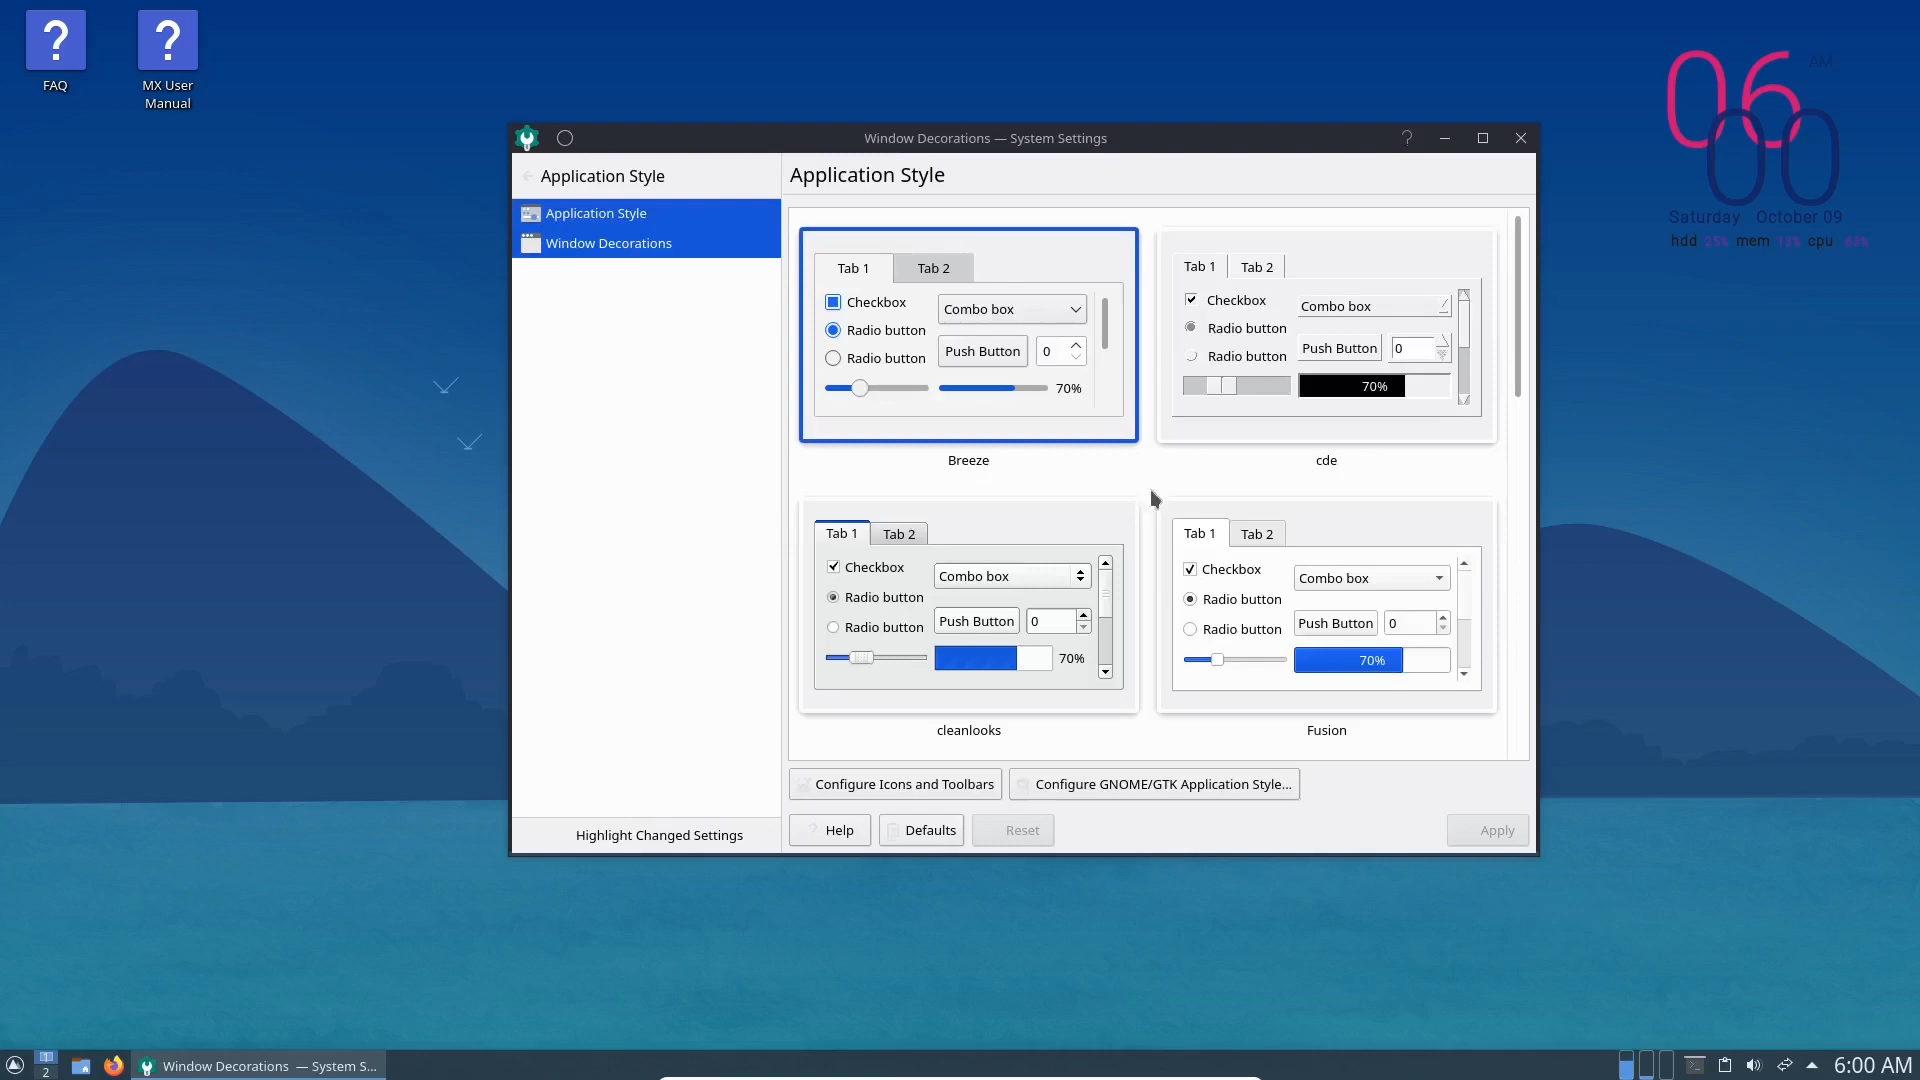 FAQ
MX User
Manual
06
AM
00
Saturday October 09
hdd 25% mem 13% cpu
Window Decorations — System Settings
Application Style
Application Style
Window Decorations
Highlight Changed Settings
Application Style
Tab 1
Tab 2
Checkbox
Combo box
Radio button
Push Button
0
Radio button
70%
Breeze
Tab 1
Tab 2
Checkbox
Combo box
Radio button
Push Button
0
Radio button
70%
cde
Tab 1
Tab 2
Checkbox
Combo box
Radio button
Push Button
0
Radio button
70%
cleanlooks
Tab 1
Tab 2
Checkbox
Combo box
Radio button
Push Button
0
Radio button
70%
Fusion
Configure Icons and Toolbars
Configure GNOME/GTK Application Style...
Help
Defaults
Reset
Apply
1
2
Window Decorations — System S...
6:00 AM